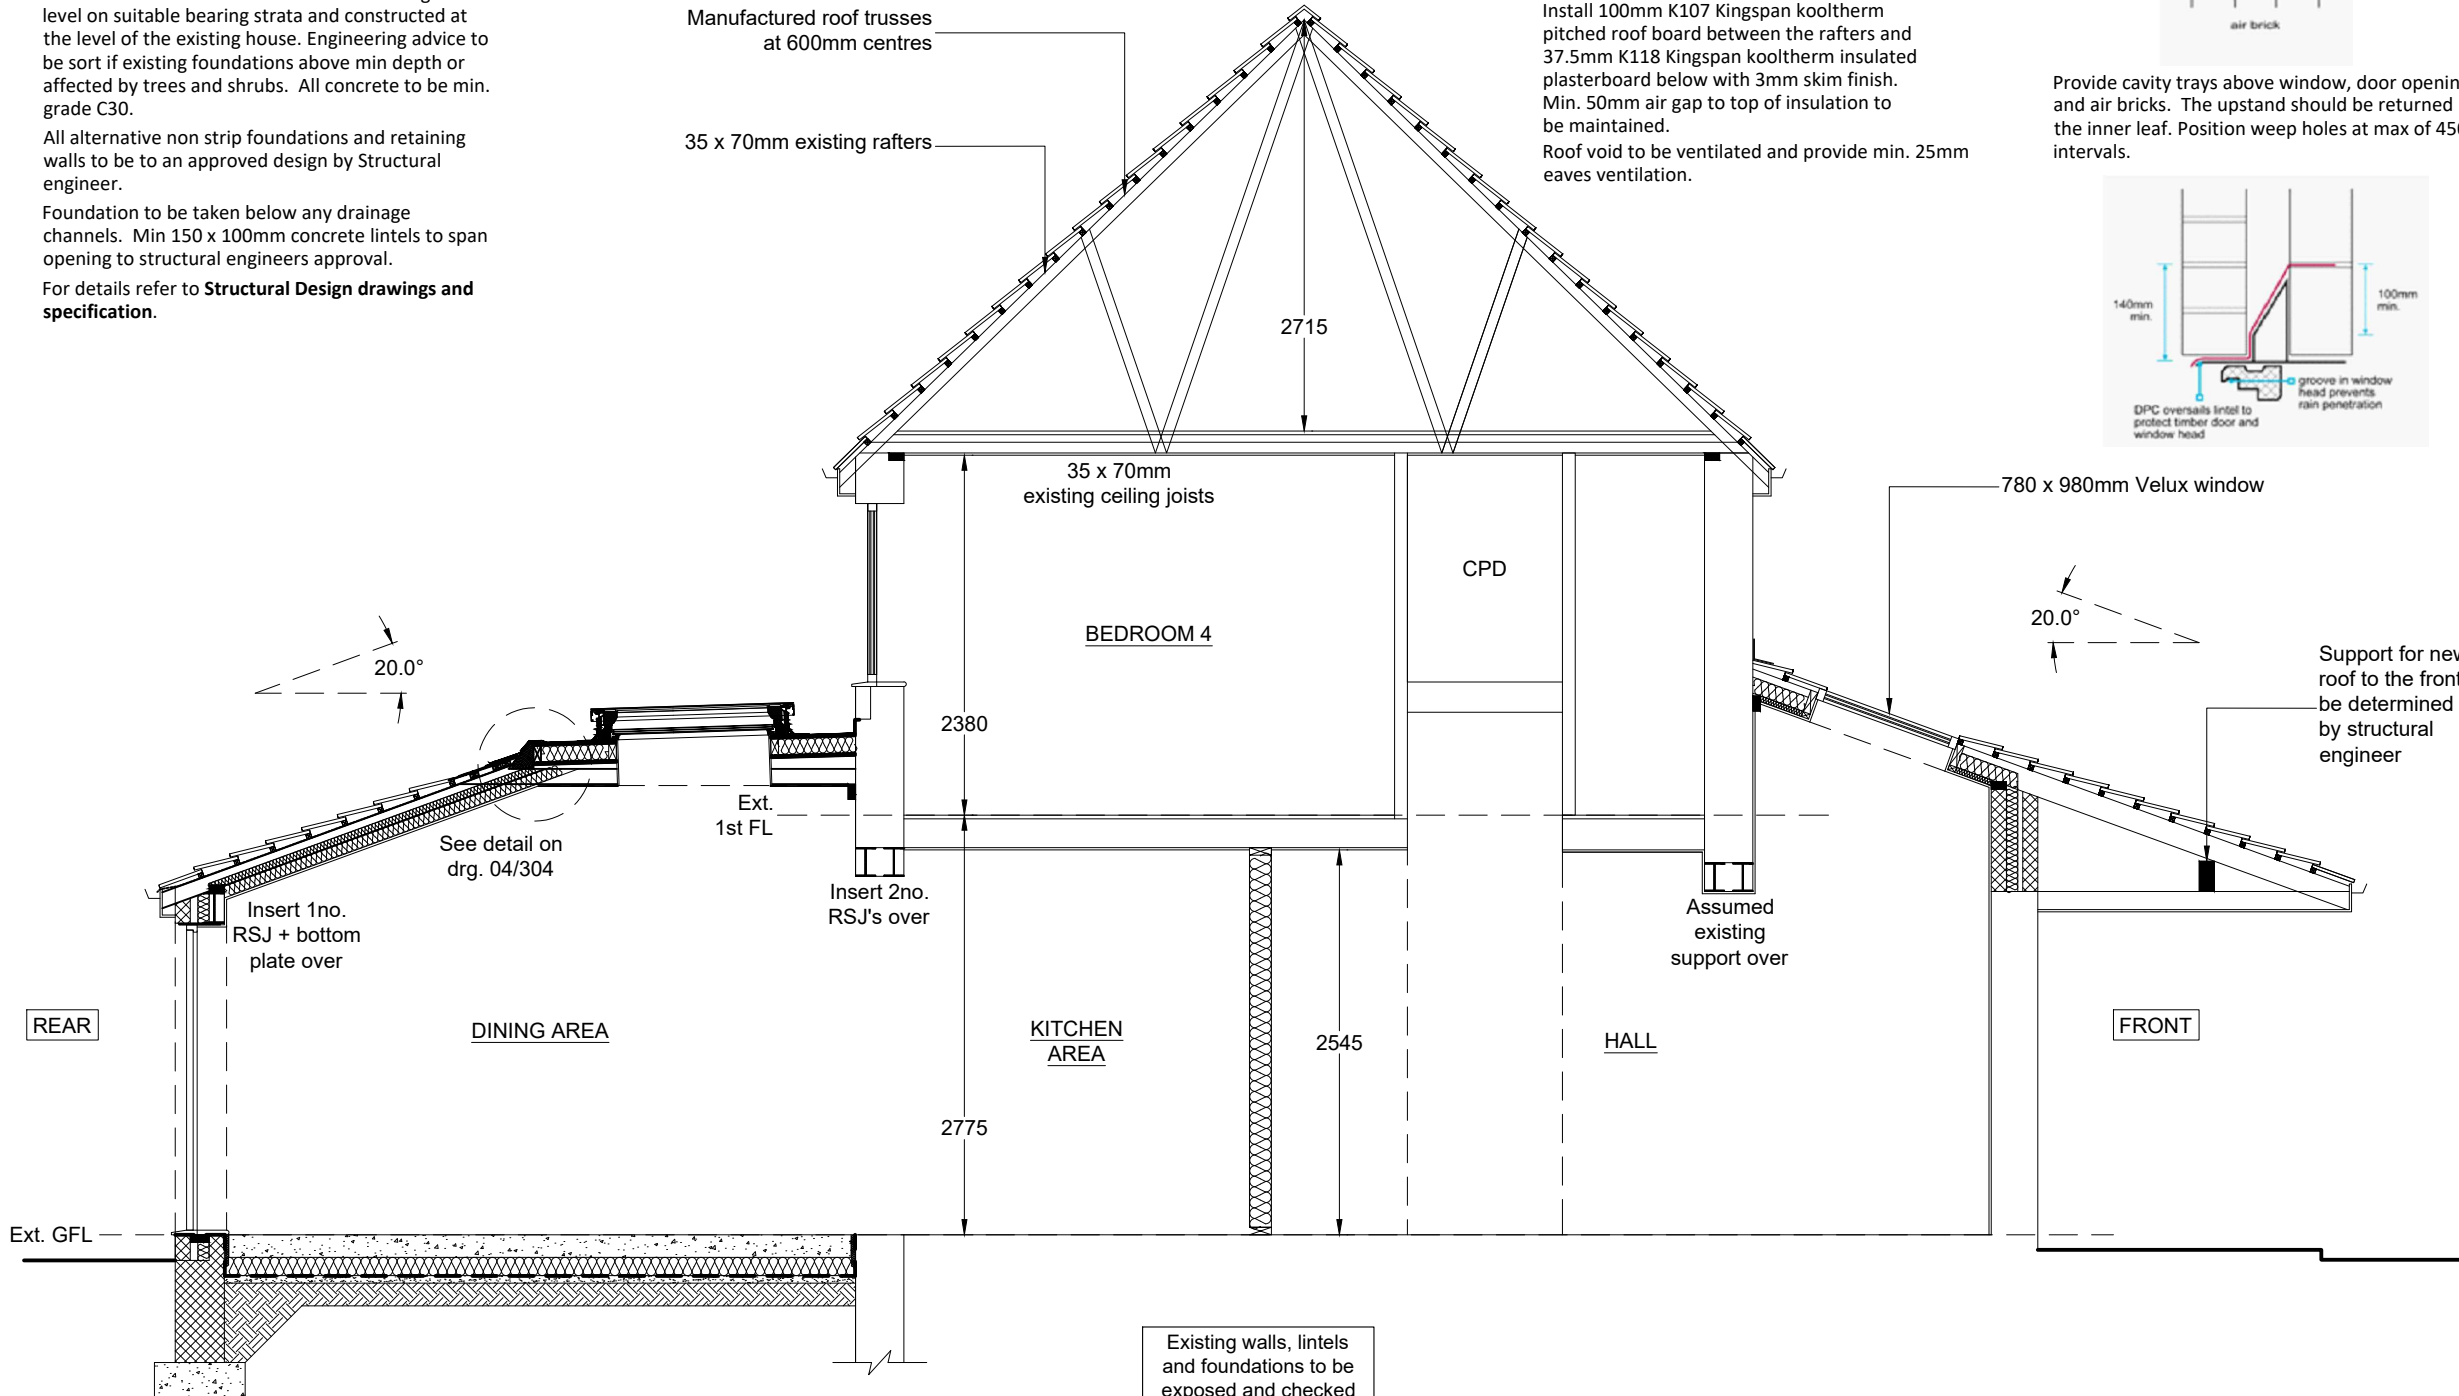 level on suitable bearing strata and constructed at
the level of the existing house. Engineering advice to
be sort if existing foundations above min depth or
affected by trees and shrubs.  All concrete to be min.
grade C30.
All alternative non strip foundations and retaining
walls to be to an approved design by Structural
engineer.
Foundation to be taken below any drainage
channels.  Min 150 x 100mm concrete lintels to span
opening to structural engineers approval.
For details refer to Structural Design drawings and
specification.
Manufactured roof trusses
at 600mm centres
35 x 70mm existing rafters
Install 100mm K107 Kingspan kooltherm
pitched roof board between the rafters and
37.5mm K118 Kingspan kooltherm insulated
plasterboard below with 3mm skim finish.
Min. 50mm air gap to top of insulation to
be maintained.
Roof void to be ventilated and provide min. 25mm
eaves ventilation.
air brick
Provide cavity trays above window, door openin
and air bricks.  The upstand should be returned
the inner leaf. Position weep holes at max of 450
intervals.
140mm
min.
100mm
min.
groove in window
head prevents
rain penetration
DPC oversails lintel to
protect timber door and
window head
2715
35 x 70mm
existing ceiling joists
780 x 980mm Velux window
CPD
BEDROOM 4
20.0°
20.0°
Support for new
roof to the front
be determined
by structural
engineer
2380
Ext.
1st FL
See detail on
drg. 04/304
Insert 1no.
RSJ + bottom
plate over
Insert 2no.
RSJ's over
Assumed
existing
support over
REAR
DINING AREA
KITCHEN
AREA
2545
HALL
FRONT
2775
Ext. GFL
Existing walls, lintels
and foundations to be
exposed and checked